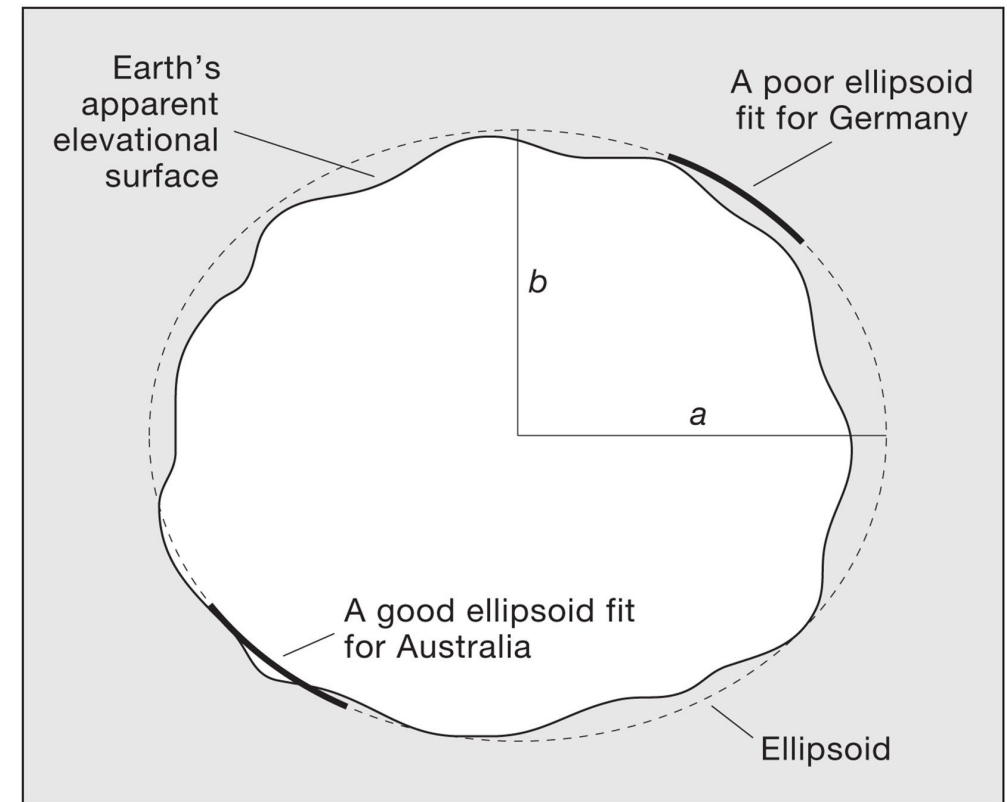 Earth's
apparent
elevational
surface
A poor ellipsoid
fit for Germany
b
a
A good ellipsoid fit
for Australia
Ellipsoid